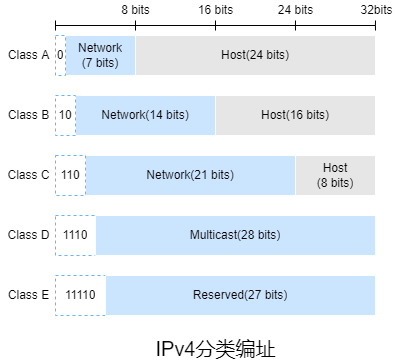 8 bits 16 bits 24 bits 32bits
Class A 0 Network (7 bits) Host(24 bits)
Class B 10 Network(14 bits) Host(16 bits)
Class C 110 Network(21 bits) Host (8 bits)
Class D 1110 Multicast(28 bits)
Class E 11110 Reserved(27 bits)
IPv4分类编址